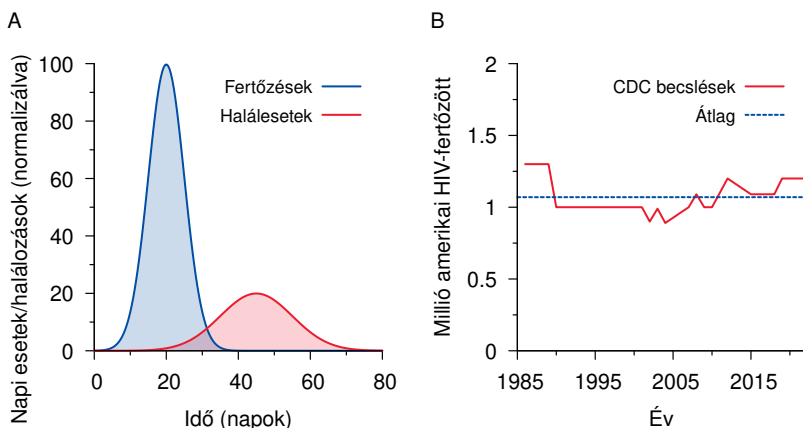 A
Napi esetek/halálozások (normalizálva)
100
80
60
40
20
0
Fertőzések
Halálesetek
0 20 40 60 80
Idő (napok)
B
Millió amerikai HIV-fertőzött
2
1.5
1
0.5
0
CDC becslések
Átlag
1985 1995 2005 2015
Év